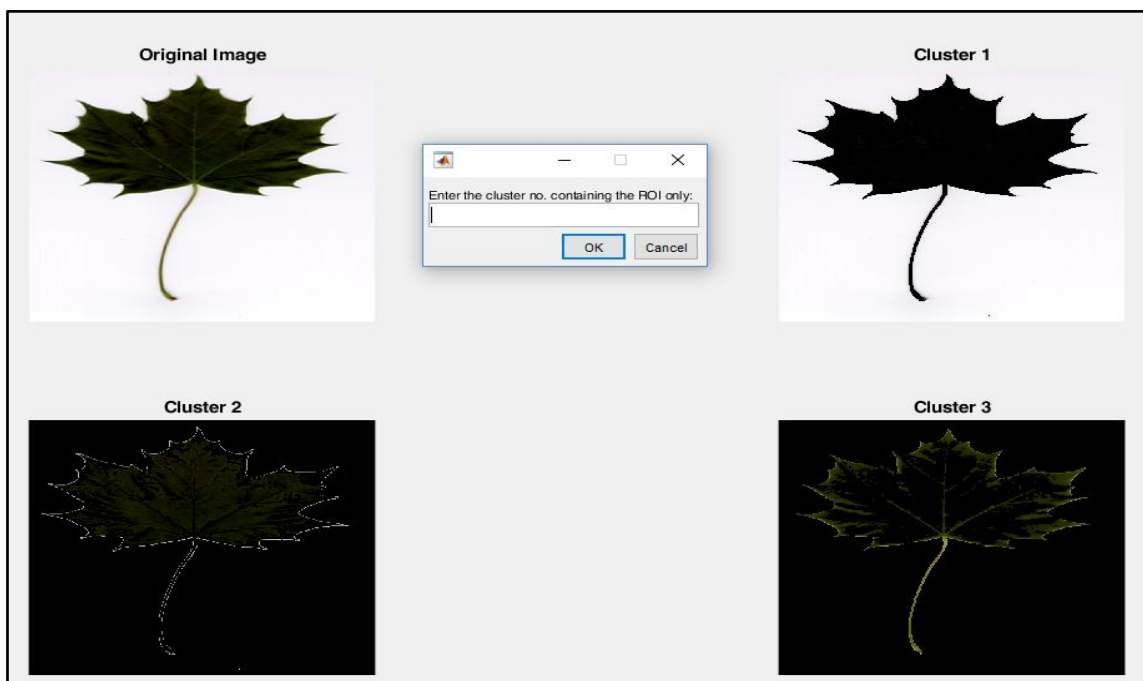 Original Image
Cluster 1
Enter the cluster no. containing the ROI only:
OK
Cancel
Cluster 2
Cluster 3